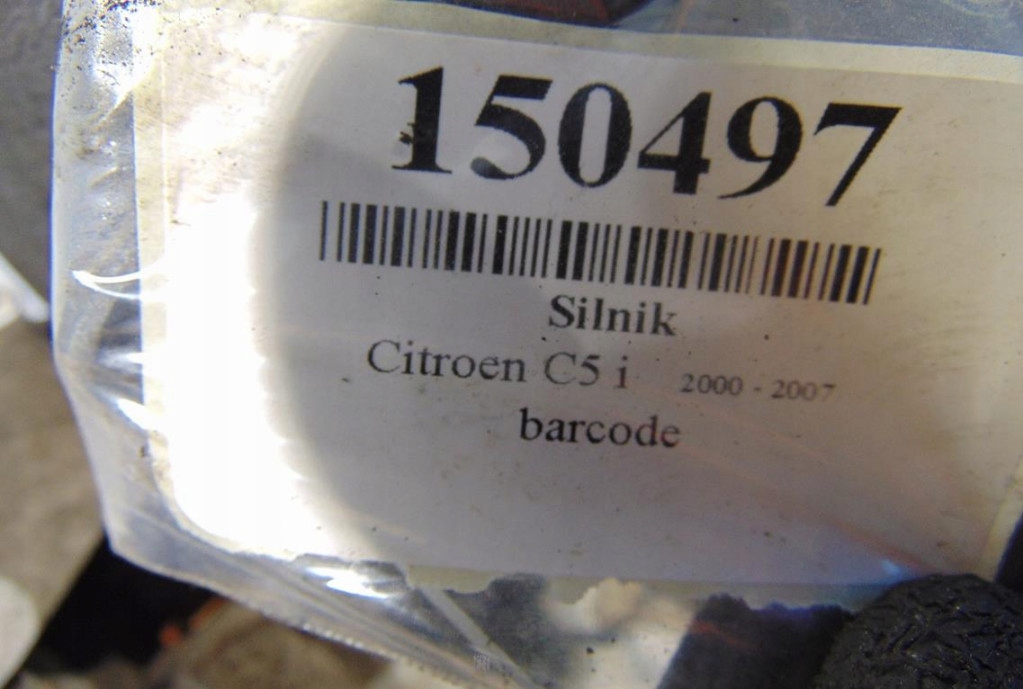 150497
Silnik
Citroen C5 i 2000 - 2007
barcode